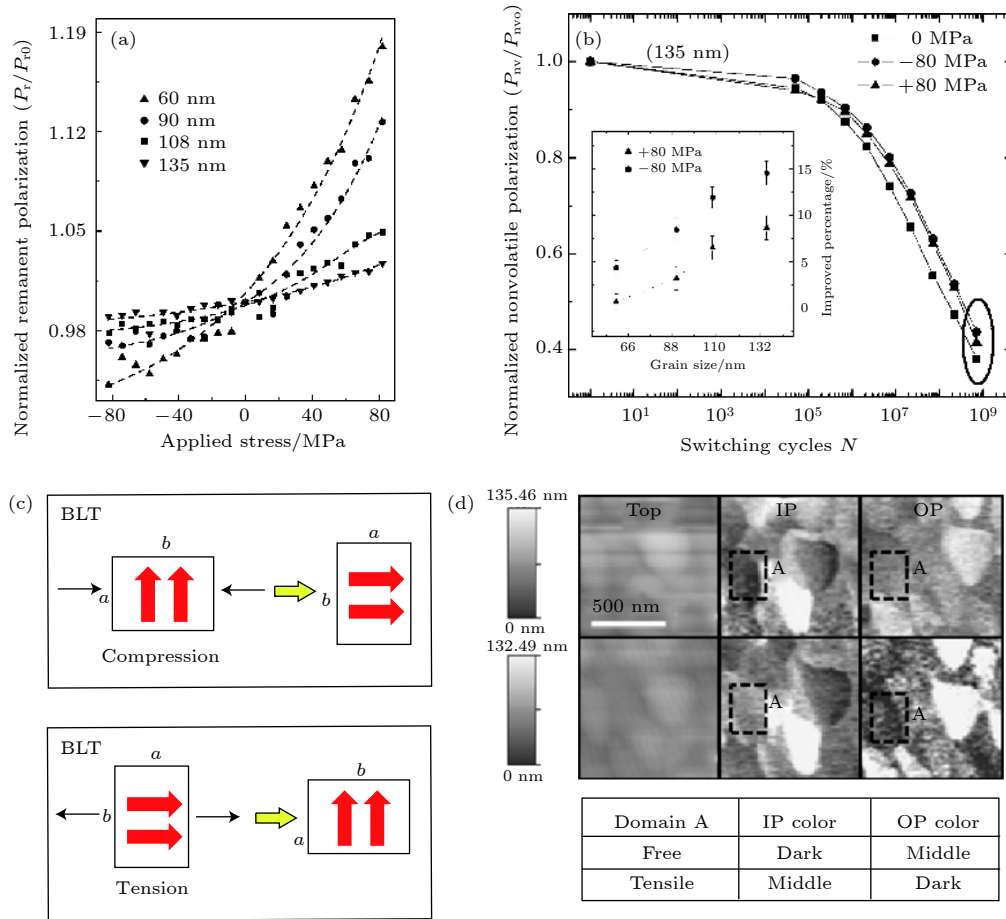 (a)
Normalized remanent polarization (Pr/Pr0)
1.19
1.12
1.05
0.98
60 nm
90 nm
108 nm
135 nm
−80
−40
0
40
80
Applied stress/MPa
(b)
Normalized nonvolatile polarization (Pnv/Pnvo)
1.0
0.8
0.6
0.4
(135 nm)
0 MPa
−80 MPa
+80 MPa
+80 MPa
−80 MPa
15
10
5
0
Improved percentage/%
66
88
110
132
Grain size/nm
10¹
10³
10⁵
10⁷
10⁹
Switching cycles N
(c)
BLT
b
a
Compression
a
b
BLT
a
b
Tension
b
a
(d)
135.46 nm
0 nm
132.49 nm
0 nm
Top
IP
OP
500 nm
A
A
A
A
Domain A IP color OP color
Free Dark Middle
Tensile Middle Dark